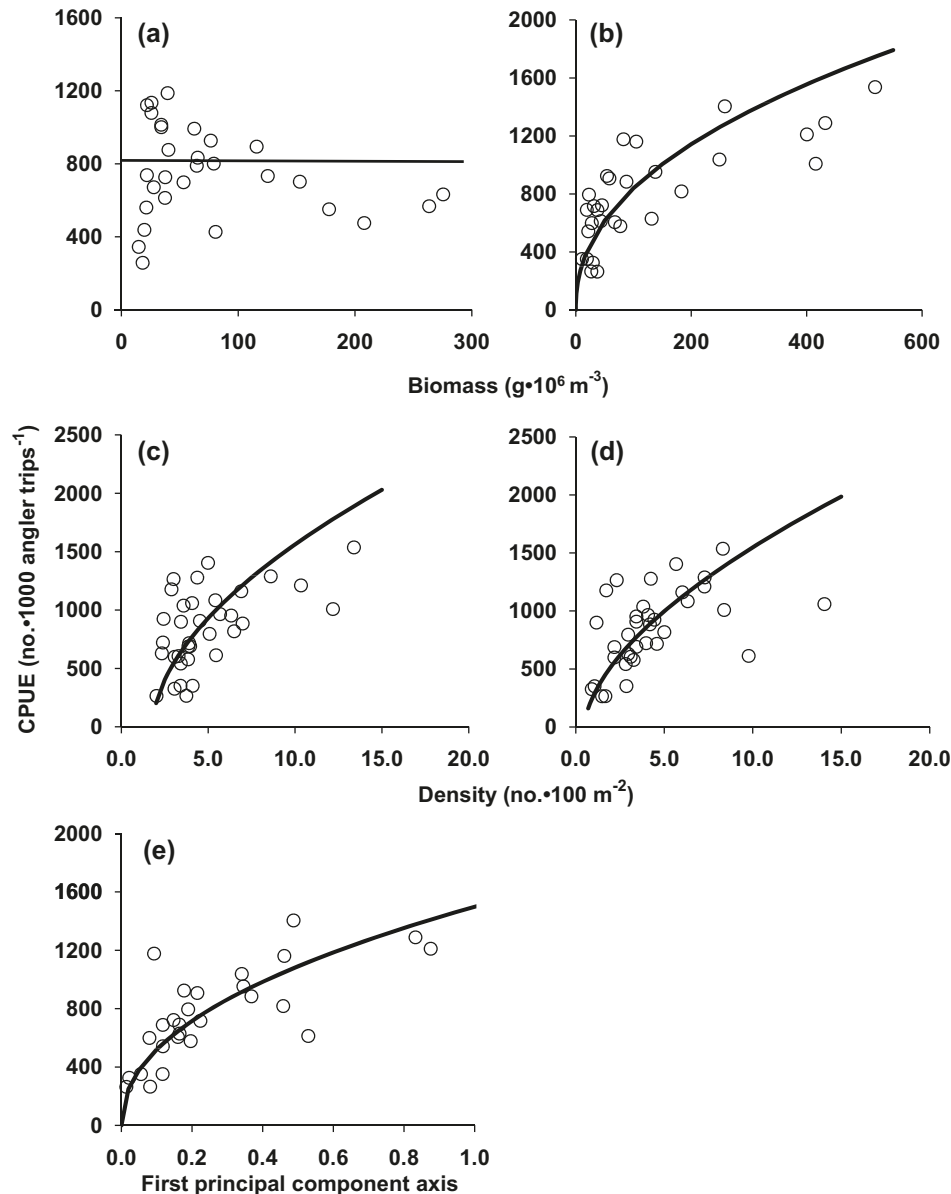 1600
(a)
1200
800
400
0
0 100 200 300
2000
(b)
1600
1200
800
400
0
0 200 400 600
Biomass (g•10⁶ m⁻³)
CPUE (no.•1000 angler trips⁻¹)
2500
(c)
2000
1500
1000
500
0
0.0 5.0 10.0 15.0 20.0
2500
(d)
2000
1500
1000
500
0
0.0 5.0 10.0 15.0 20.0
Density (no.•100 m⁻²)
2000
(e)
1600
1200
800
400
0
0.0 0.2 0.4 0.6 0.8 1.0
First principal component axis